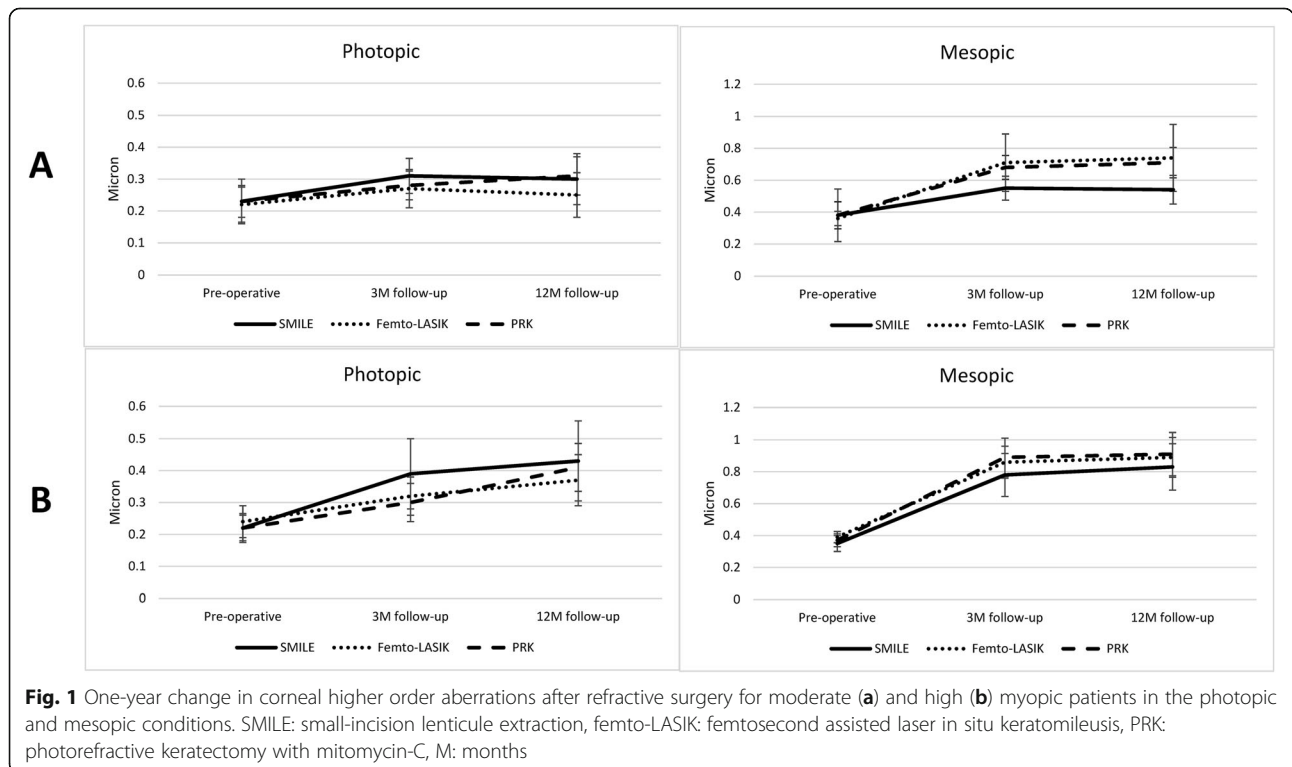 A
Photopic
Micron
0.6
0.5
0.4
0.3
0.2
0.1
0
Pre-operative 3M follow-up 12M follow-up
SMILE Femto-LASIK PRK
Mesopic
Micron
1.2
1
0.8
0.6
0.4
0.2
0
Pre-operative 3M follow-up 12M follow-up
SMILE Femto-LASIK PRK
B
Photopic
Micron
0.6
0.5
0.4
0.3
0.2
0.1
0
Pre-operative 3M follow-up 12M follow-up
SMILE Femto-LASIK PRK
Mesopic
Micron
1.2
1
0.8
0.6
0.4
0.2
0
Pre-operative 3M follow-up 12M follow-up
SMILE Femto-LASIK PRK
Fig. 1 One-year change in corneal higher order aberrations after refractive surgery for moderate (a) and high (b) myopic patients in the photopic
and mesopic conditions. SMILE: small-incision lenticule extraction, femto-LASIK: femtosecond assisted laser in situ keratomileusis, PRK:
photorefractive keratectomy with mitomycin-C, M: months